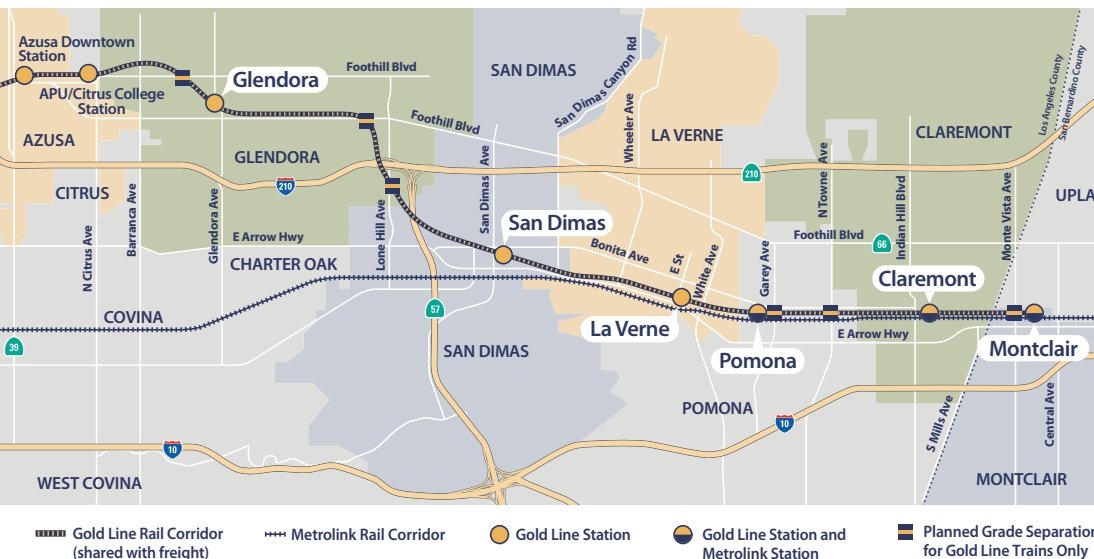 Azusa Downtown
Station
APU/Citrus College
Station
Glendora
Foothill Blvd
Foothill Blvd
SAN DIMAS
San Dimas Canyon Rd
Wheeler Ave
LA VERNE
CLAREMONT
Los Angeles County
San Bernardino County
AZUSA
GLENDORA
210
210
CITRUS
Barranca Ave
N Citrus Ave
Glendora Ave
Lone Hill Ave
San Dimas Ave
N Towne Ave
Indian Hill Blvd
Monte Vista Ave
UPLA
San Dimas
E Arrow Hwy
CHARTER OAK
Bonita Ave
E St
White Ave
Garey Ave
Foothill Blvd
66
Claremont
COVINA
57
39
La Verne
Pomona
E Arrow Hwy
Montclair
SAN DIMAS
POMONA
10
10
S Mills Ave
Central Ave
WEST COVINA
MONTCLAIR
Gold Line Rail Corridor
(shared with freight)
Metrolink Rail Corridor
Gold Line Station
Gold Line Station and
Metrolink Station
Planned Grade Separation
for Gold Line Trains Only